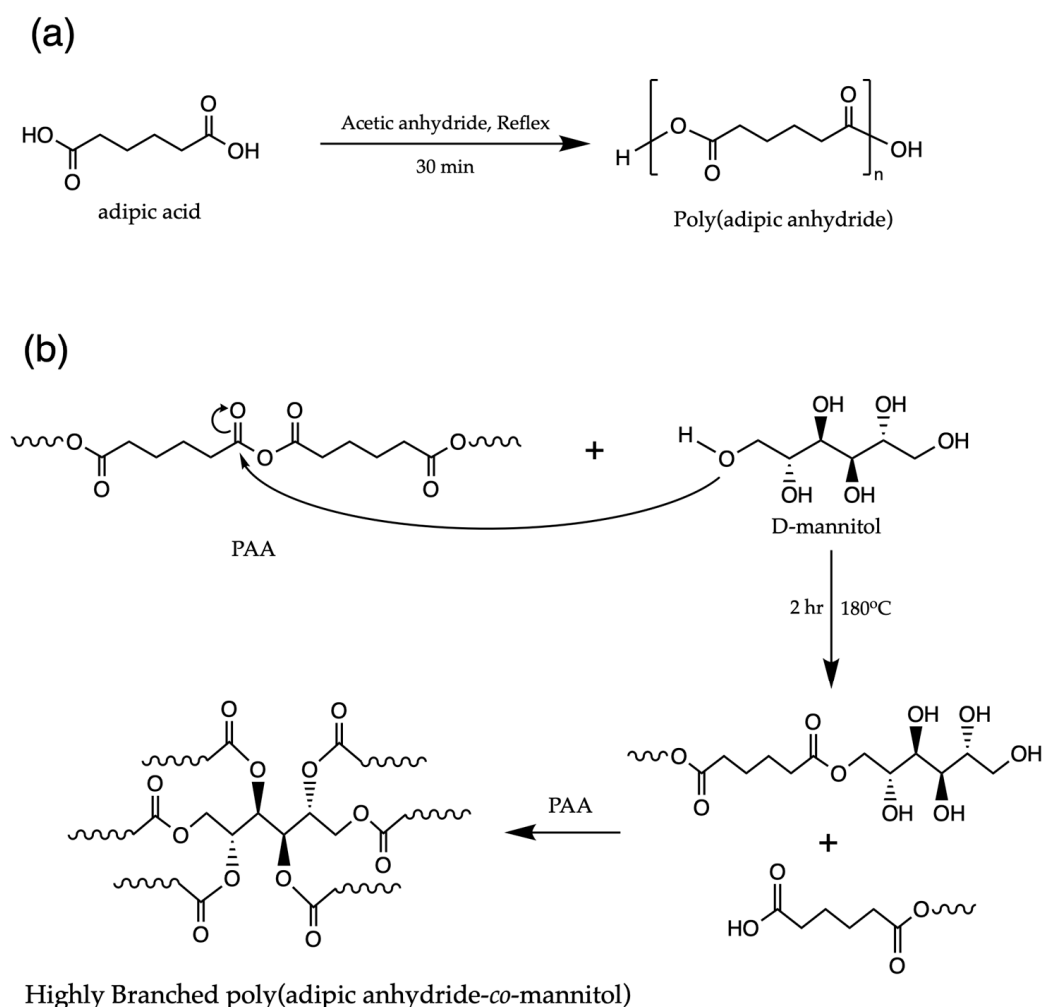 (a)
HO
O
O
OH
adipic acid
Acetic anhydride, Reflex
30 min
H
O
O
O
n
OH
Poly(adipic anhydride)
(b)
O
O
O
O
O
O
O
PAA
+
H
O
OH
OH
OH
OH
OH
D-mannitol
2 hr
180ºC
O
O
O
O
OH
OH
OH
OH
OH
+
HO
O
O
O
PAA
O
O
O
O
O
O
O
O
O
O
O
O
Highly Branched poly(adipic anhydride-co-mannitol)